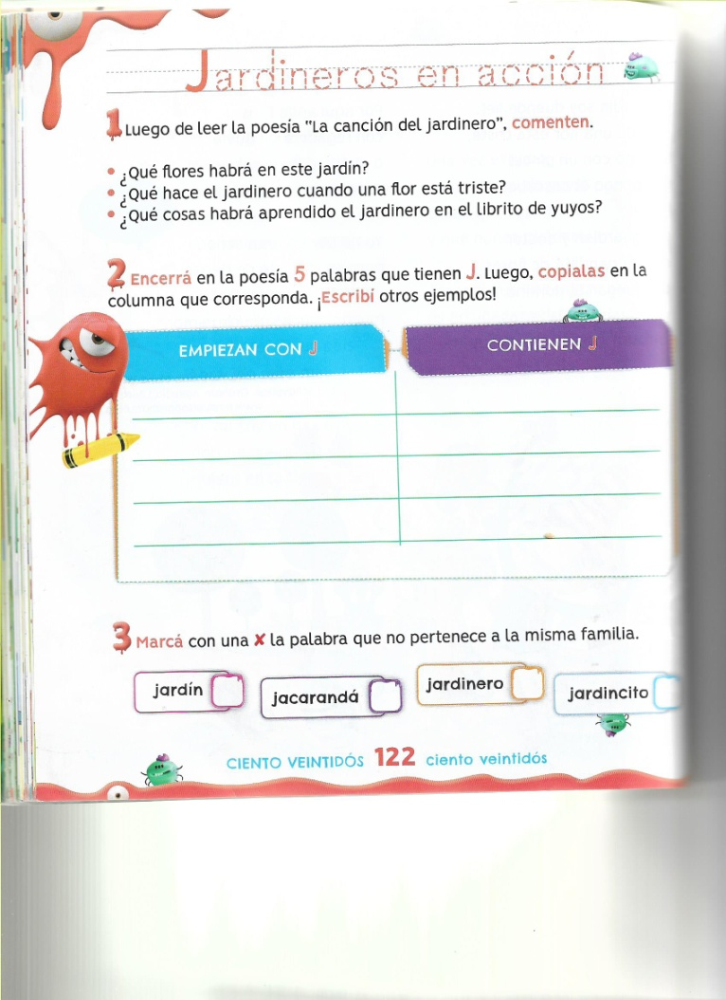 Jardineros en acción
1 Luego de leer la poesía "La canción del jardinero", comenten.
• ¿Qué flores habrá en este jardín?
• ¿Qué hace el jardinero cuando una flor está triste?
• ¿Qué cosas habrá aprendido el jardinero en el librito de yuyos?
2 Encerrá en la poesía 5 palabras que tienen J. Luego, copialas en la
columna que corresponda. ¡Escribí otros ejemplos!
EMPIEZAN CON J
CONTIENEN J
3 Marcá con una ✘ la palabra que no pertenece a la misma familia.
jardín
jacarandá
jardinero
jardincito
CIENTO VEINTIDÓS 122 ciento veintidós